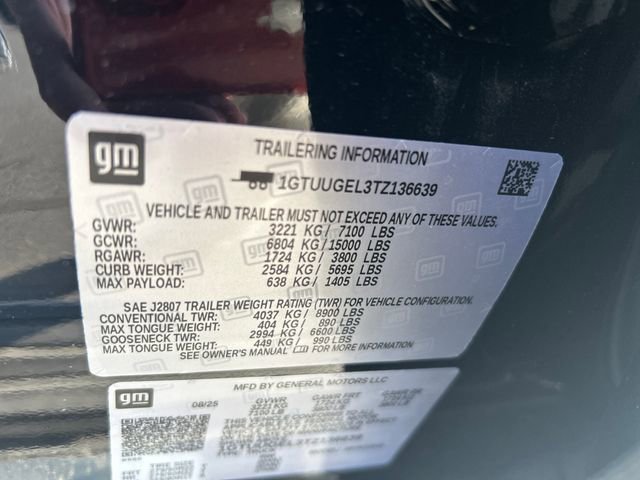 gm
TRAILERING INFORMATION
1GTUUGEL3TZ136639
VEHICLE AND TRAILER MUST NOT EXCEED ANY OF THESE VALUES.
GVWR: 3221 KG/ 7100 LBS
GCWR: 6804 KG/15000 LBS
RGAWR: 1724 KG/ 3800 LBS
CURB WEIGHT: 2584 KG/ 5695 LBS
MAX PAYLOAD: 638 KG/ 1405 LBS
SAE J2807 TRAILER WEIGHT RATING (TWR) FOR VEHICLE CONFIGURATION.
CONVENTIONAL TWR: 4037 KG/ 8900 LBS
MAX TONGUE WEIGHT: 404 KG/ 890 LBS
GOOSENECK TWR: 2994 KG/ 6600 LBS
MAX TONGUE WEIGHT: 449 KG/ 990 LBS
SEE OWNER'S MANUAL FOR MORE INFORMATION
gm
MFD BY GENERAL MOTORS LLC
08/25 GVWR GAWR FRT